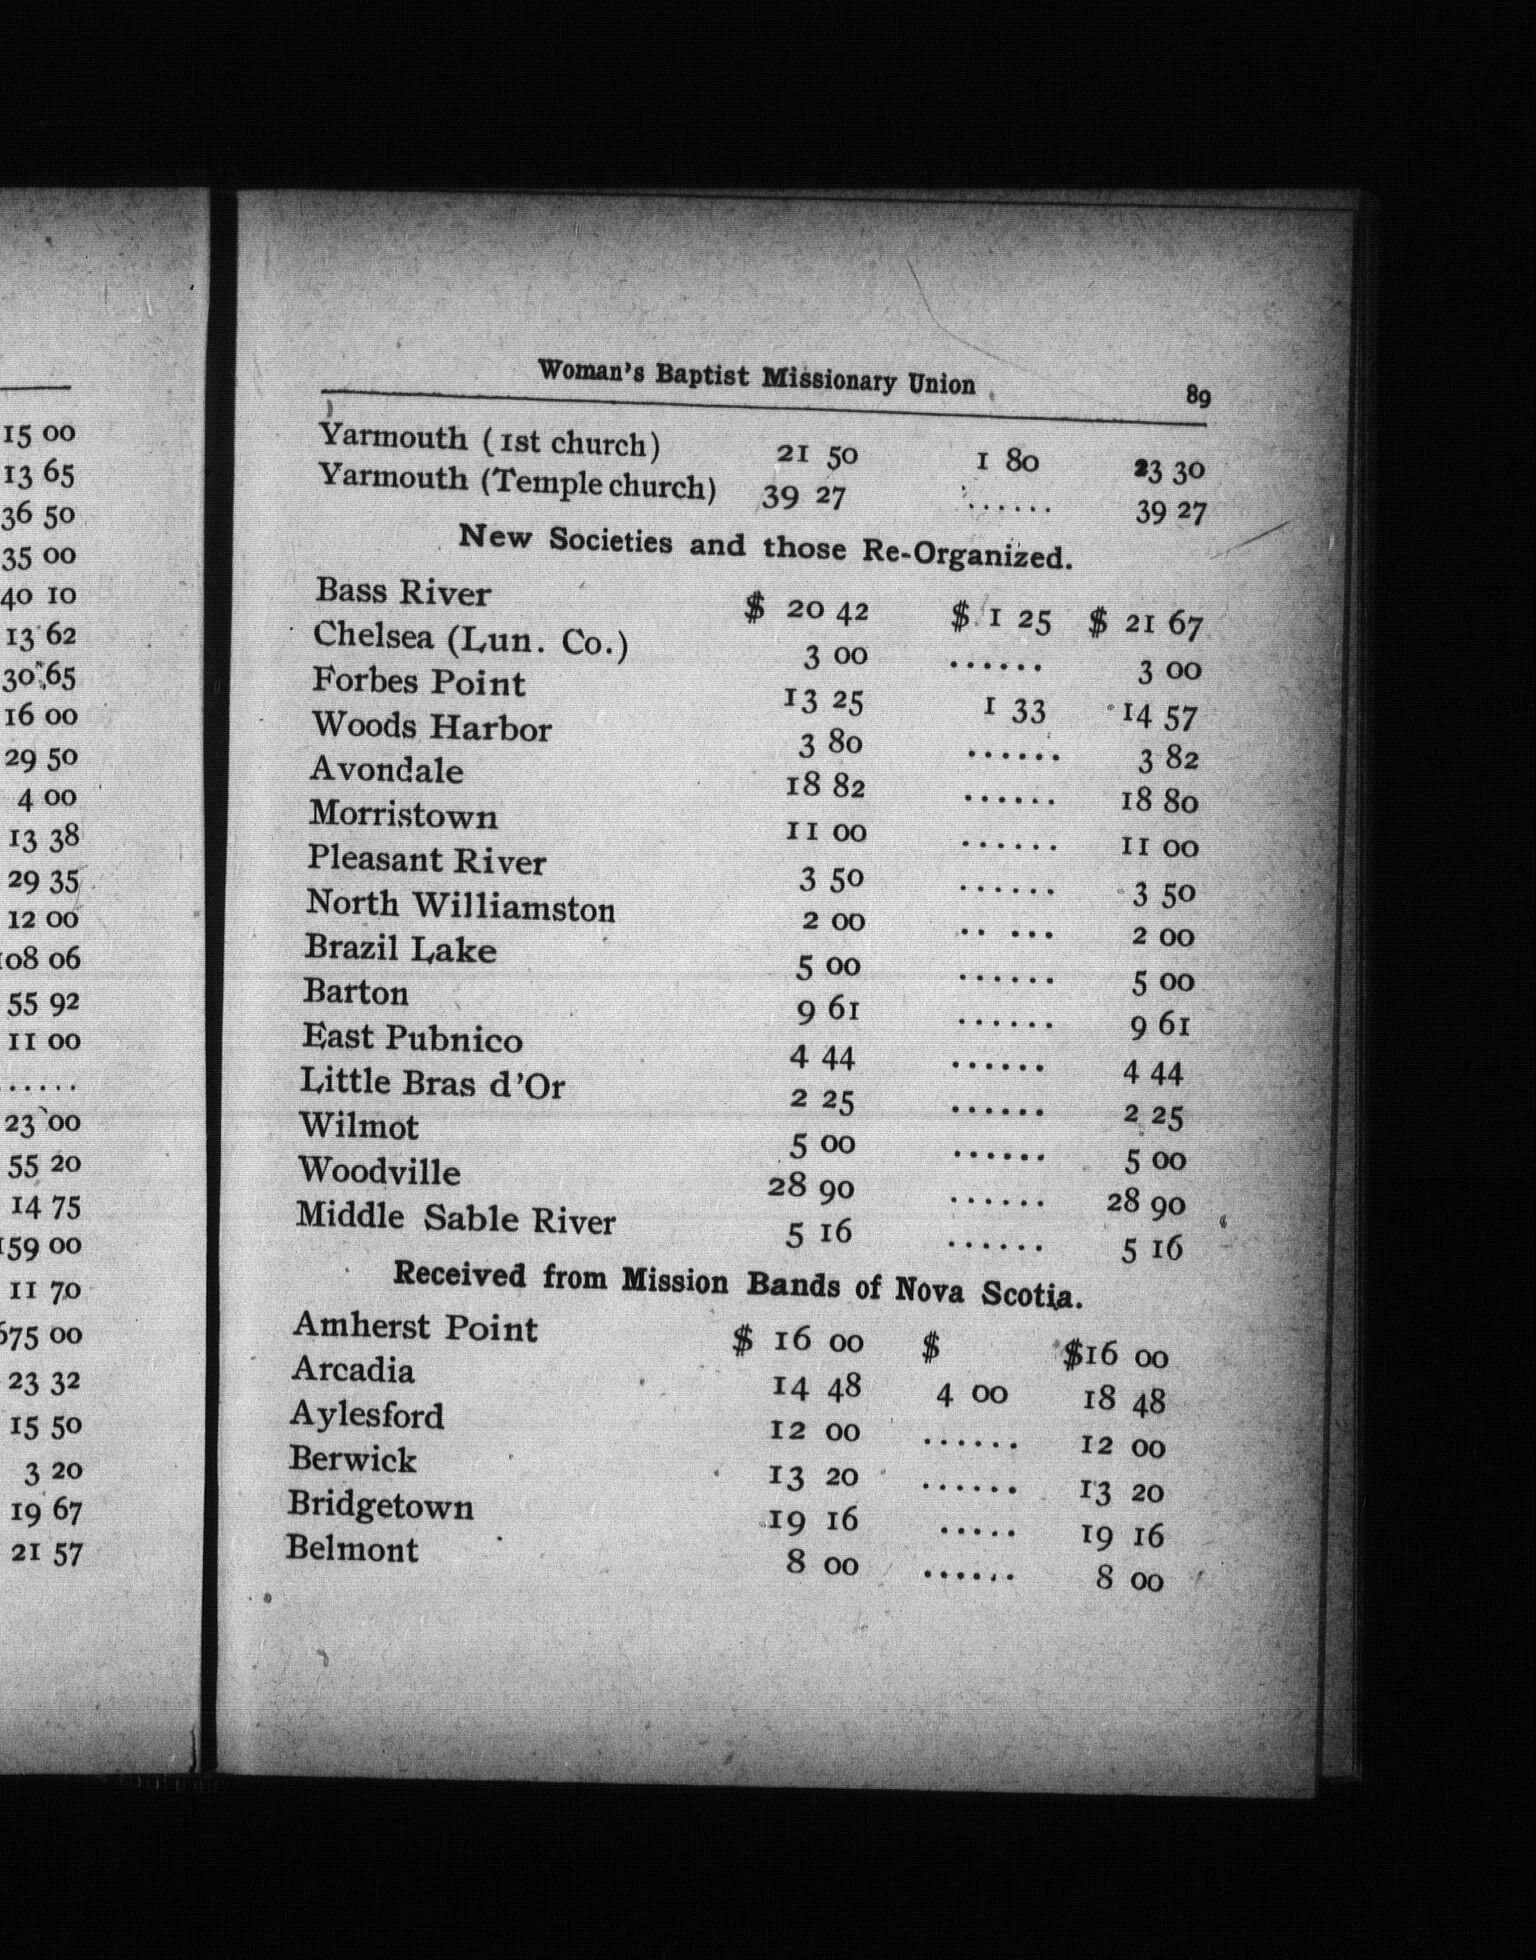 15 00
13 65
36 50
35 00
40 10
13 62
30 65
16 00
29 50
4 00
13 38
29 35
12 00
108 06
55 92
11 00
......
23 00
55 20
14 75
159 00
11 70
675 00
23 32
15 50
3 20
19 67
21 57
Woman's Baptist Missionary Union 89
Yarmouth (1st church) 21 50 1 80 23 30
Yarmouth (Temple church) 39 27 ...... 39 27
New Societies and those Re-Organized.
Bass River $ 20 42 $ 1 25 $ 21 67
Chelsea (Lun. Co.) 3 00 ...... 3 00
Forbes Point 13 25 1 33 14 57
Woods Harbor 3 80 ...... 3 82
Avondale 18 82 ...... 18 80
Morristown 11 00 ...... 11 00
Pleasant River 3 50 ...... 3 50
North Williamston 2 00 .. ... 2 00
Brazil Lake 5 00 ...... 5 00
Barton 9 61 ...... 9 61
East Pubnico 4 44 ...... 4 44
Little Bras d'Or 2 25 ...... 2 25
Wilmot 5 00 ...... 5 00
Woodville 28 90 ...... 28 90
Middle Sable River 5 16 ...... 5 16
Received from Mission Bands of Nova Scotia.
Amherst Point $ 16 00 $ $16 00
Arcadia 14 48 4 00 18 48
Aylesford 12 00 ...... 12 00
Berwick 13 20 ...... 13 20
Bridgetown 19 16 ..... 19 16
Belmont 8 00 ...... 8 00